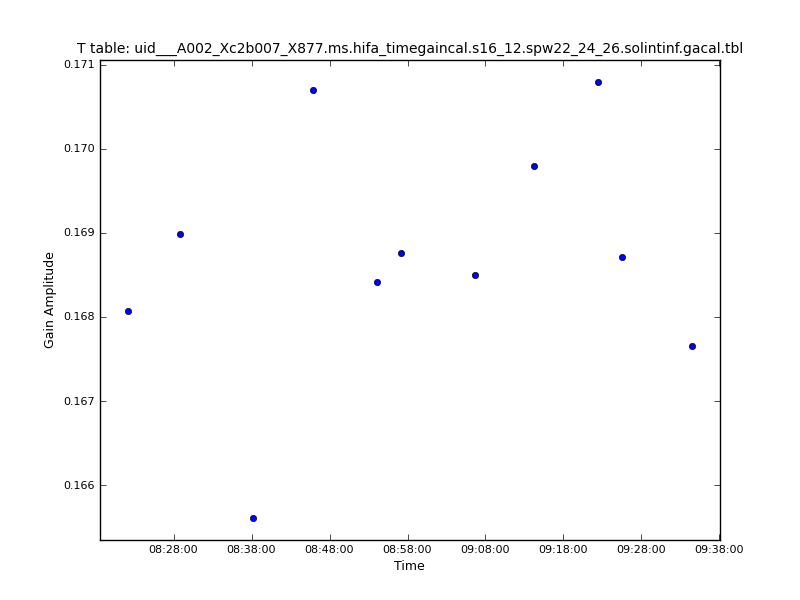 T table: uid___A002_Xc2b007_X877.ms.hifa_timegaincal.s16_12.spw22_24_26.solintinf.gacal.tbl
0.171
0.170
0.169
0.168
0.167
0.166
Gain Amplitude
08:28:00 08:38:00 08:48:00 08:58:00 09:08:00 09:18:00 09:28:00 09:38:00
Time